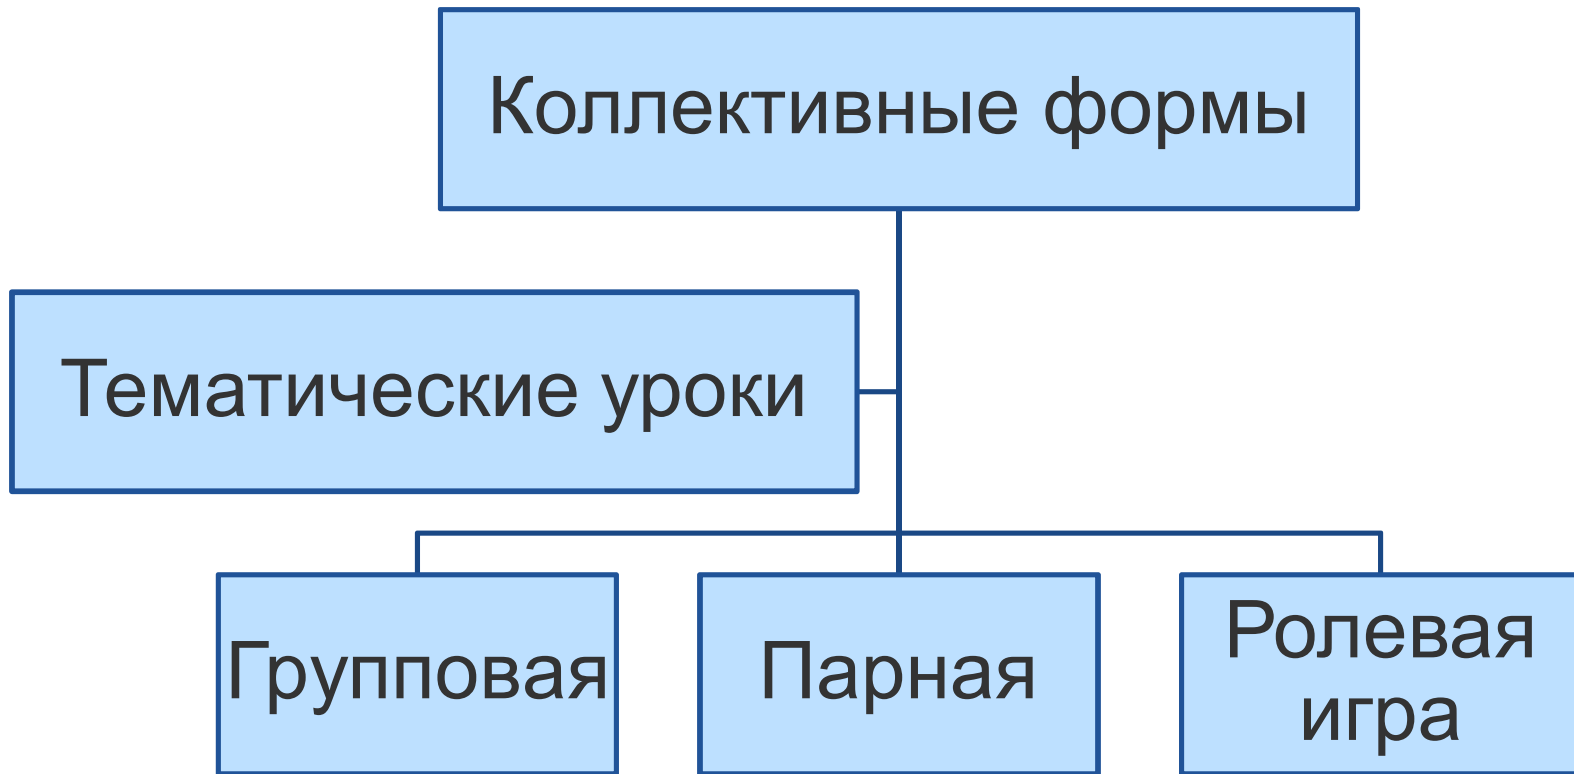 Коллективные формы
Тематические уроки
Групповая
Парная
Ролевая
игра